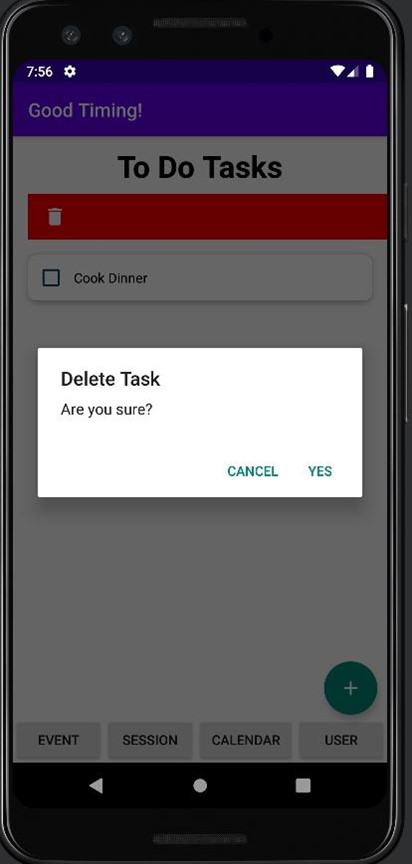 7:56
Good Timing!
To Do Tasks
Cook Dinner
Delete Task
Are you sure?
CANCEL YES
+
EVENT SESSION CALENDAR USER